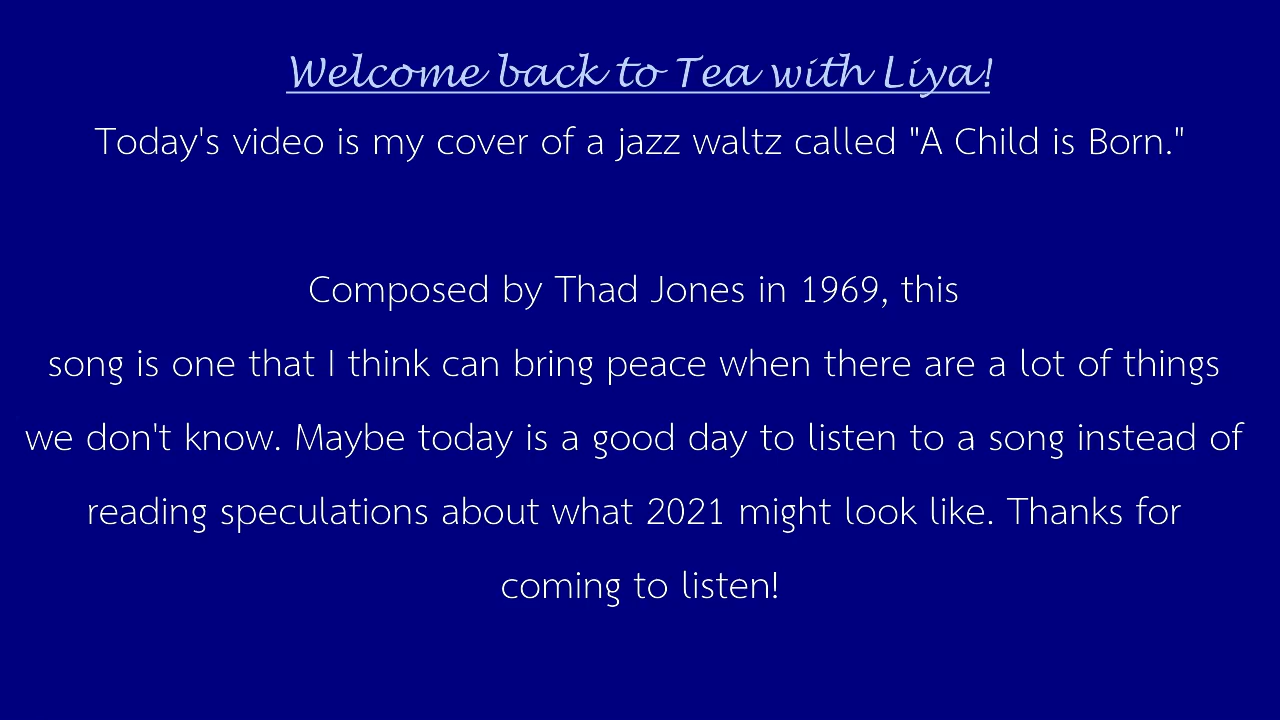 Welcome back to Tea with Liya!
Today's video is my cover of a jazz waltz called "A Child is Born."
Composed by Thad Jones in 1969, this
song is one that I think can bring peace when there are a lot of things
we don't know. Maybe today is a good day to listen to a song instead of
reading speculations about what 2021 might look like. Thanks for
coming to listen!